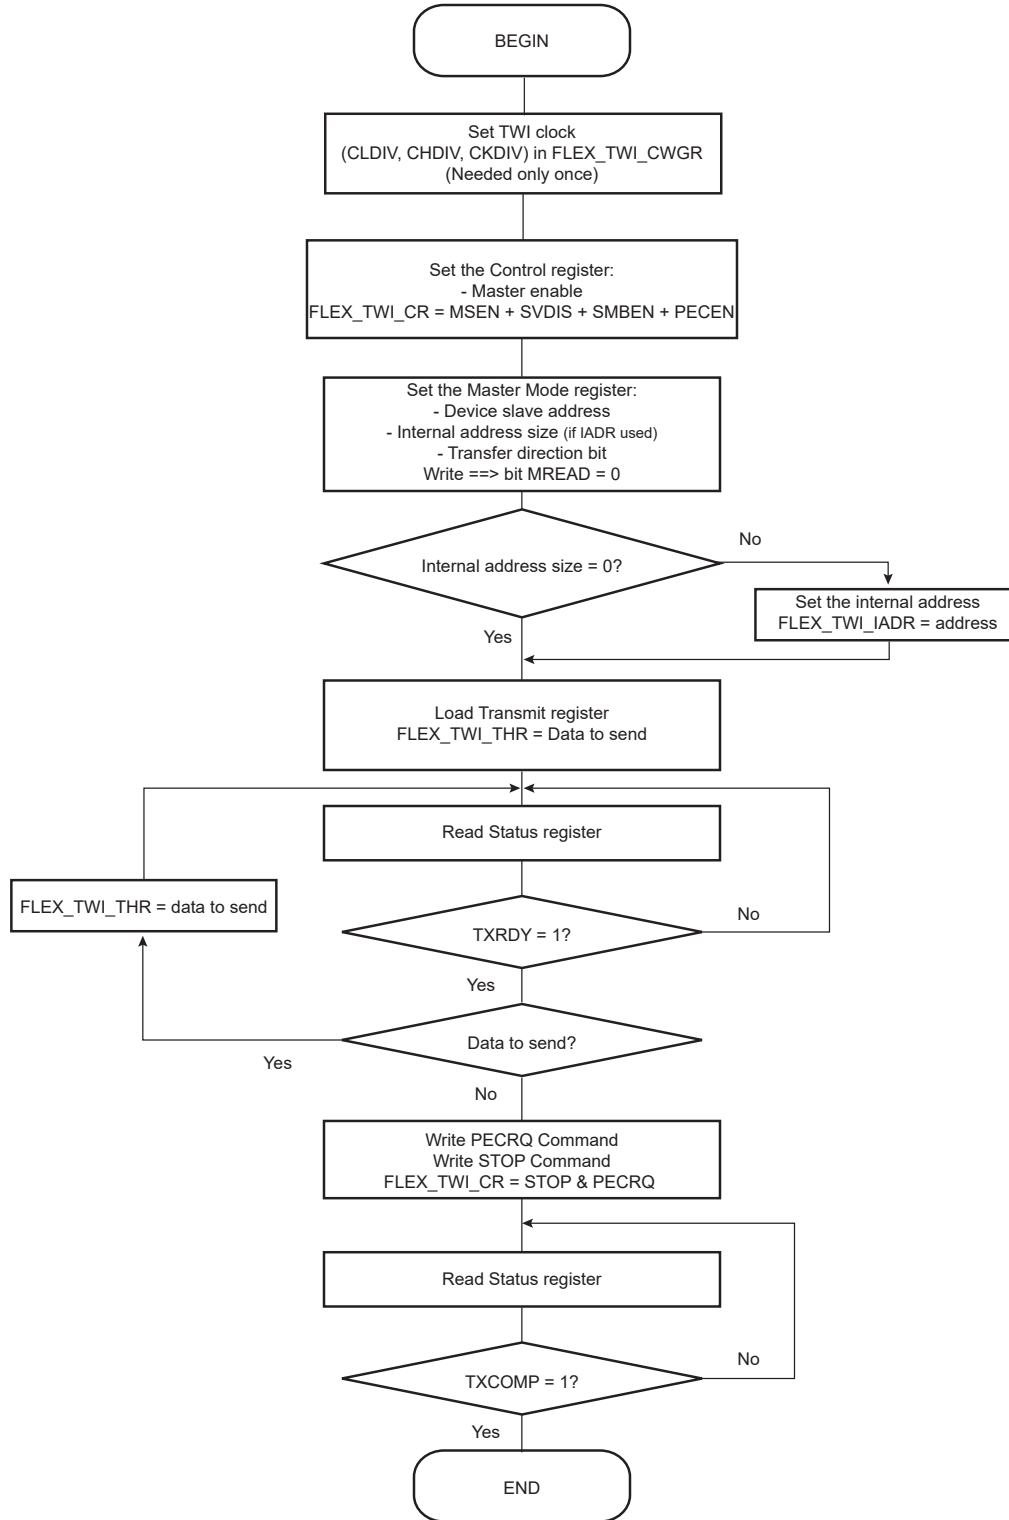 BEGIN
Set TWI clock
(CLDIV, CHDIV, CKDIV) in FLEX_TWI_CWGR
(Needed only once)
Set the Control register:
- Master enable
FLEX_TWI_CR = MSEN + SVDIS + SMBEN + PECEN
Set the Master Mode register:
- Device slave address
- Internal address size (if IADR used)
- Transfer direction bit
Write ==> bit MREAD = 0
No
Internal address size = 0?
Set the internal address
FLEX_TWI_IADR = address
Yes
Load Transmit register
FLEX_TWI_THR = Data to send
Read Status register
FLEX_TWI_THR = data to send
No
TXRDY = 1?
Yes
Data to send?
Yes
No
Write PECRQ Command
Write STOP Command
FLEX_TWI_CR = STOP & PECRQ
Read Status register
No
TXCOMP = 1?
Yes
END